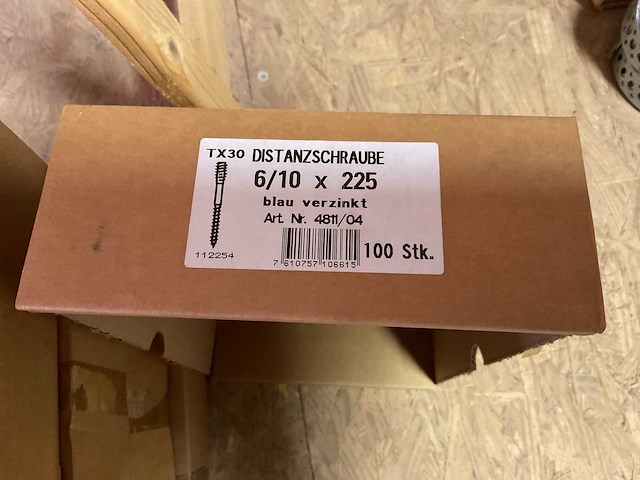 TX30 DISTANZSCHRAUBE
6/10 x 225
blau verzinkt
Art. Nr. 4811/04
100 Stk.
112254
7 610757 106615